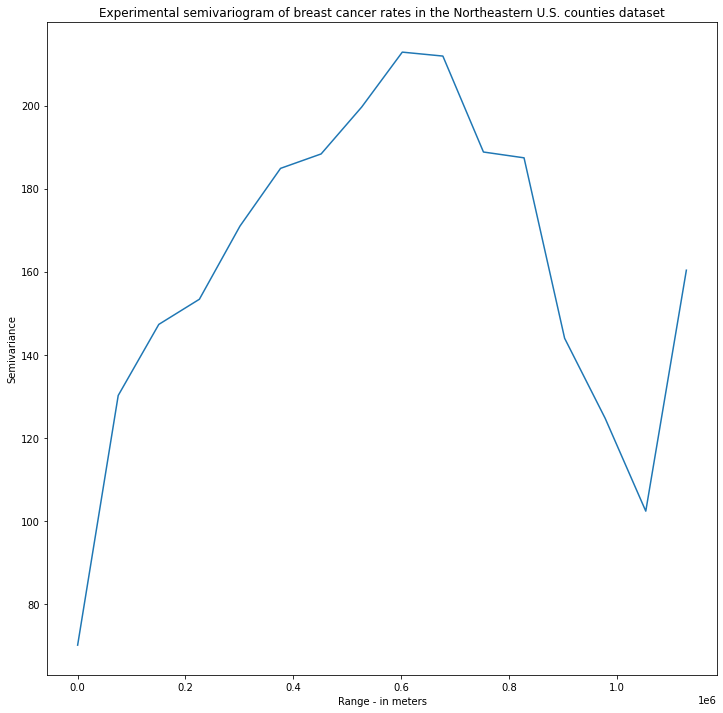 Experimental semivariogram of breast cancer rates in the Northeastern U.S. counties dataset
200
180
160
140
120
100
80
Semivariance
0.0 0.2 0.4 0.6 0.8 1.0
1e6
Range - in meters